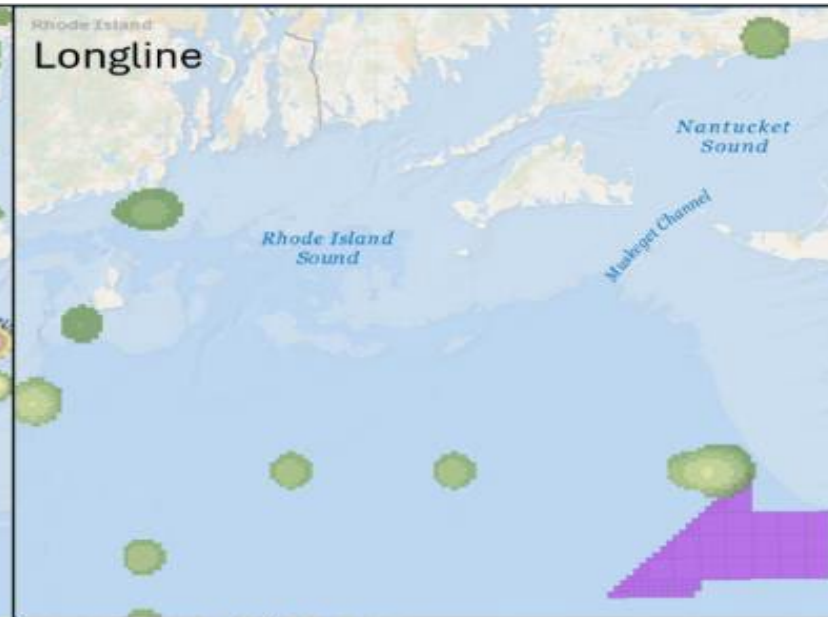 Rhode Island
Longline
Nantucket
Sound
Muskeget Channel
Rhode Island
Sound